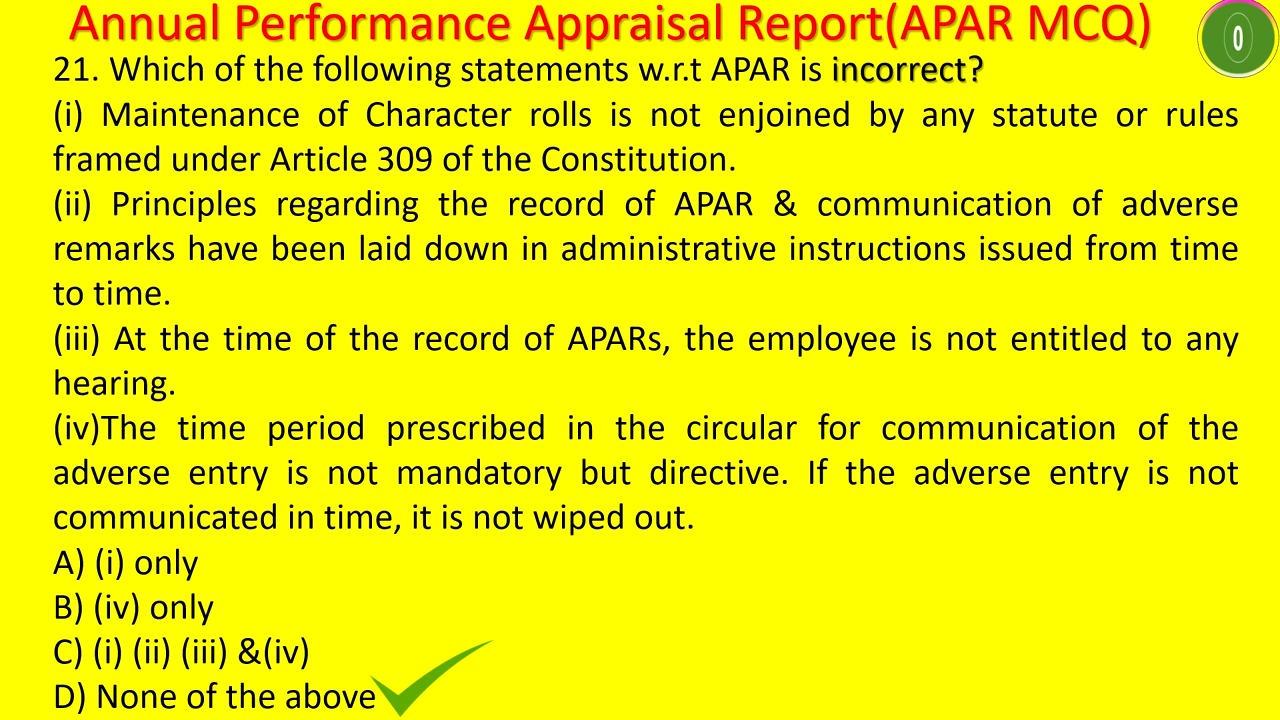 Annual Performance Appraisal Report(APAR MCQ)
0
21. Which of the following statements w.r.t APAR is incorrect?
(i) Maintenance of Character rolls is not enjoined by any statute or rules
framed under Article 309 of the Constitution.
(ii) Principles regarding the record of APAR & communication of adverse
remarks have been laid down in administrative instructions issued from time
to time.
(iii) At the time of the record of APARs, the employee is not entitled to any
hearing.
(iv)The time period prescribed in the circular for communication of the
adverse entry is not mandatory but directive. If the adverse entry is not
communicated in time, it is not wiped out.
A) (i) only
B) (iv) only
C) (i) (ii) (iii) &(iv)
D) None of the above